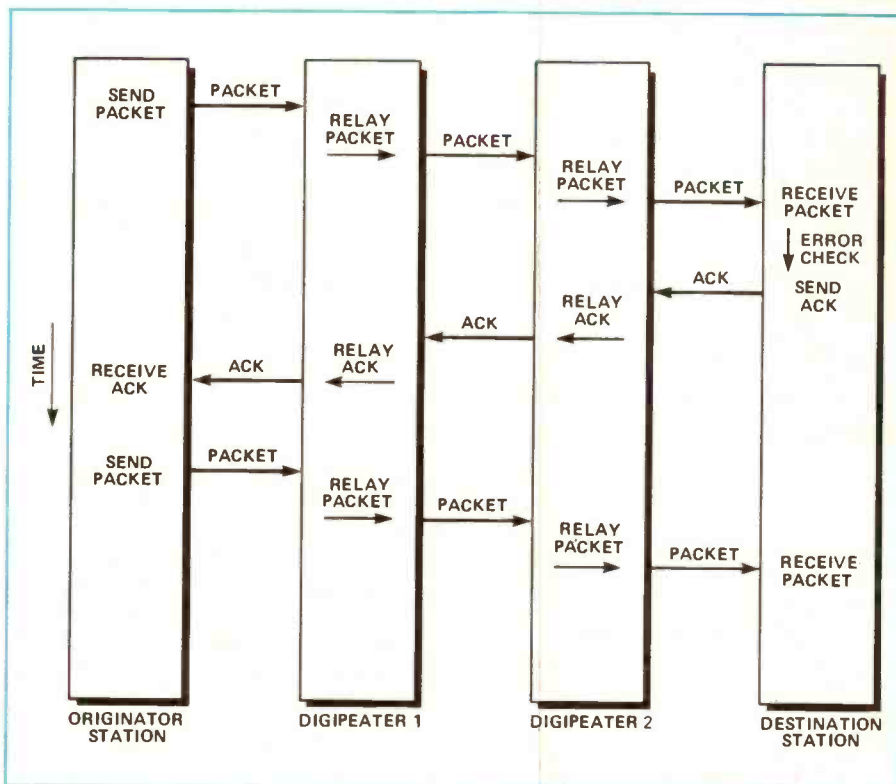 SEND
PACKET
PACKET
RELAY
PACKET
PACKET
RELAY
PACKET
PACKET
RECEIVE
PACKET
ERROR
CHECK
SEND
ACK
ACK
RELAY
ACK
ACK
RELAY
ACK
ACK
RECEIVE
ACK
TIME
SEND
PACKET
PACKET
RELAY
PACKET
PACKET
RELAY
PACKET
PACKET
RECEIVE
PACKET
ORIGINATOR
STATION
DIGIPEATER 1
DIGIPEATER 2
DESTINATION
STATION